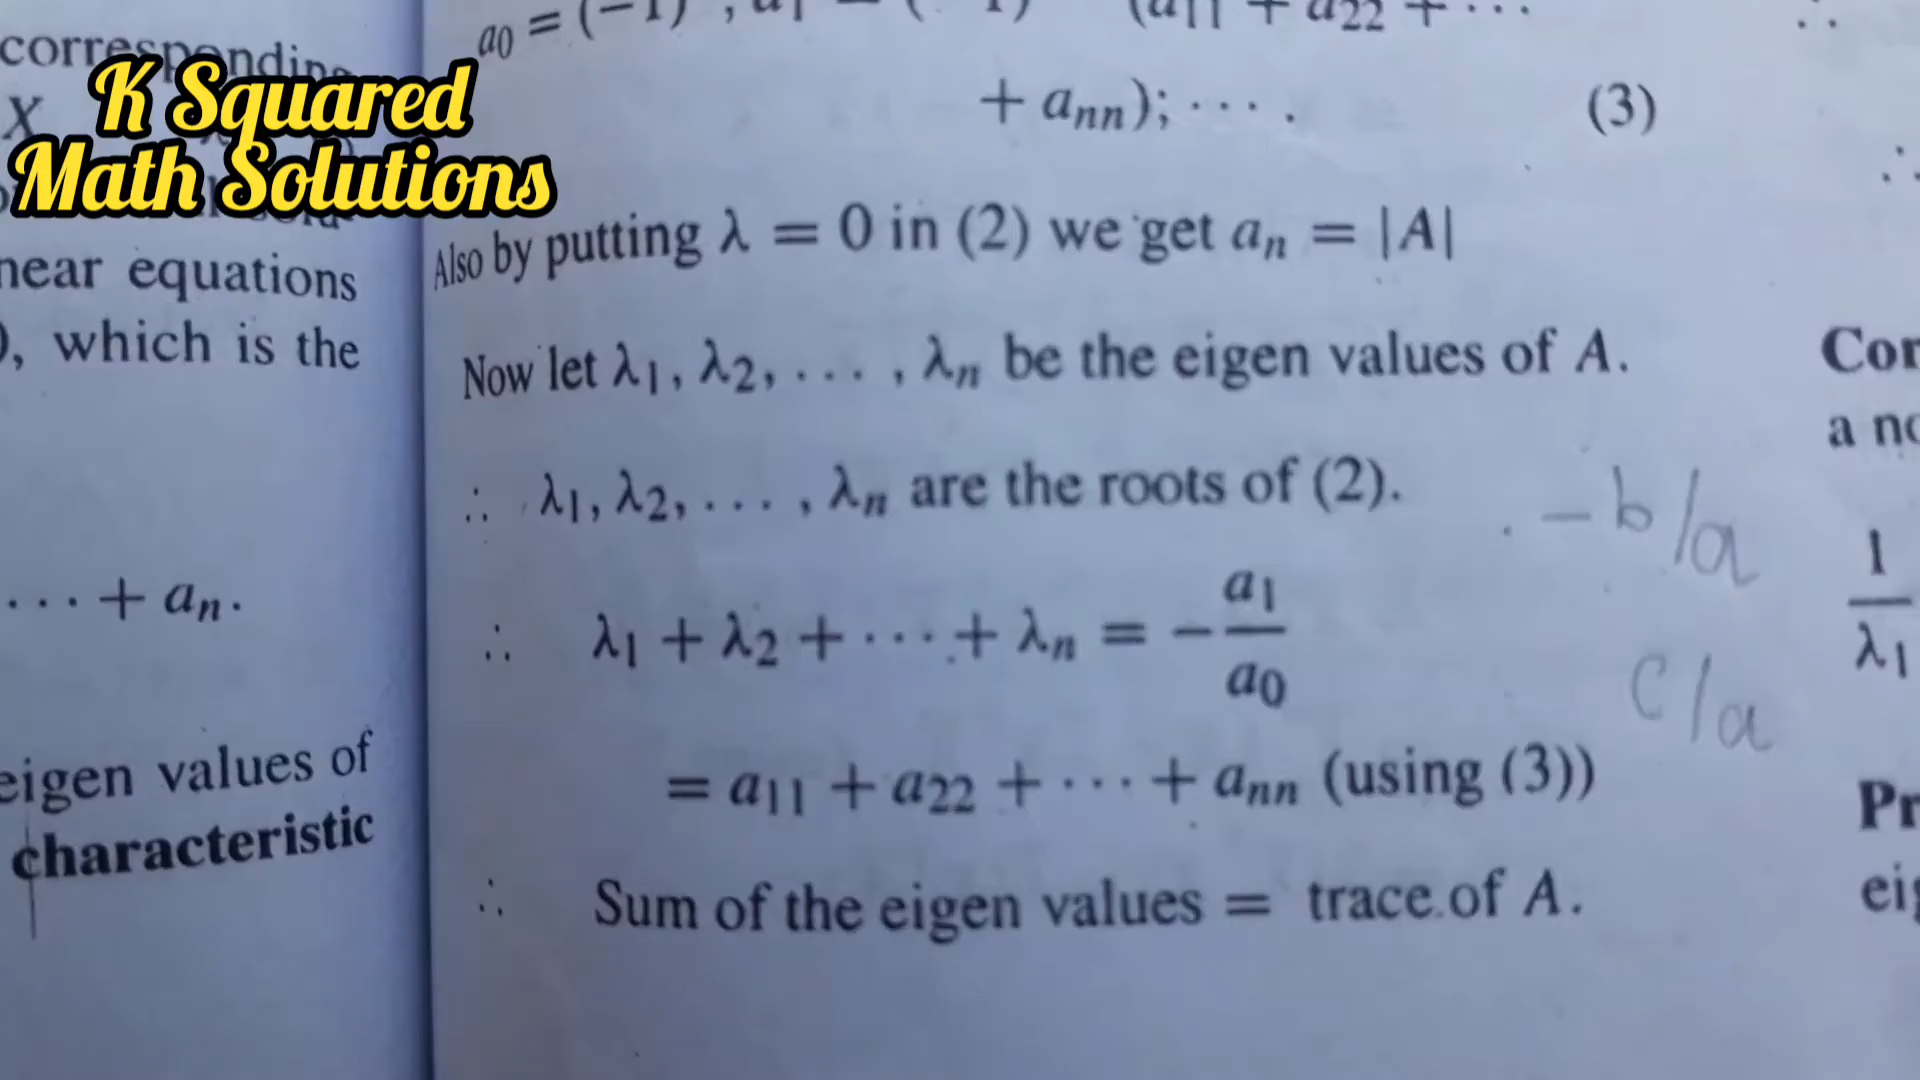 K Squared
Math Solutions
corresponding
X
near equations
), which is the
··· + aₙ.
eigen values of
characteristic
+ aₙₙ); ··· . (3)
Also by putting λ = 0 in (2) we get aₙ = |A|
Now let λ₁, λ₂, . . . , λₙ be the eigen values of A.
∴ λ₁, λ₂, . . . , λₙ are the roots of (2).
-b/a
∴ λ₁ + λ₂ + ··· + λₙ = - a₁/a₀
c/a
= a₁₁ + a₂₂ + ··· + aₙₙ (using (3))
∴ Sum of the eigen values = trace of A.
1/λ₁